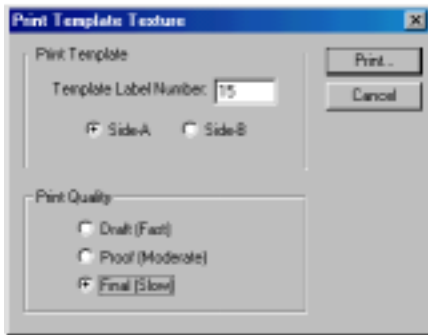 Print Template Texture
Print Template
Print...
Template Label Number: 15
Cancel
Side-A Side-B
Print Quality
Draft (Fast)
Proof (Moderate)
Final (Slow)